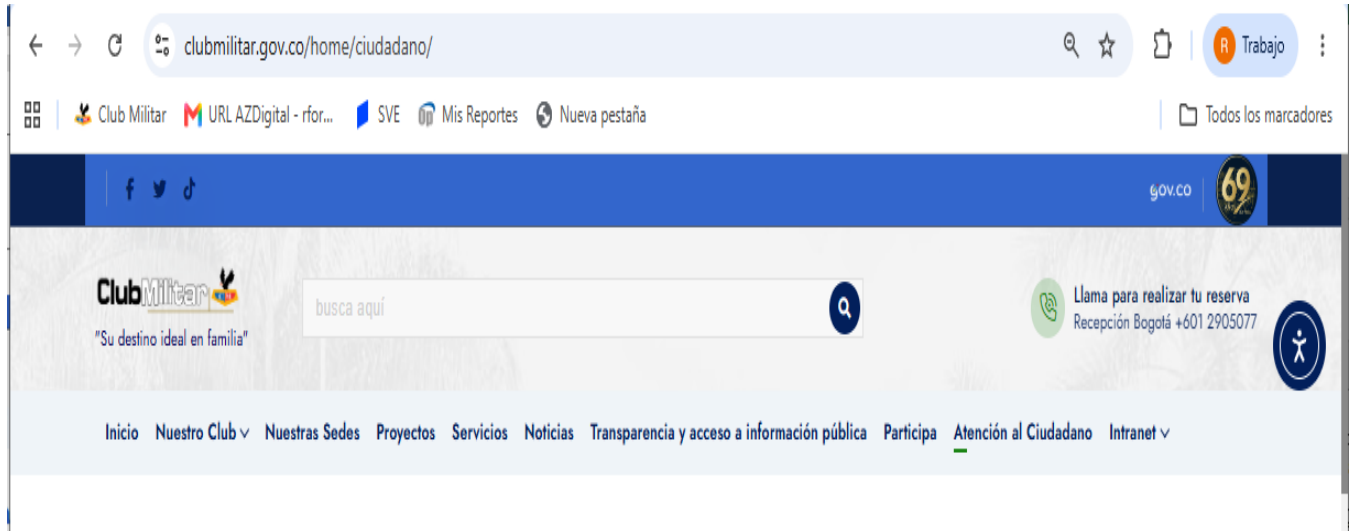 clubmilitar.gov.co/home/ciudadano/
R Trabajo
Club Militar URL AZDigital - rfor... SVE Mis Reportes Nueva pestaña Todos los marcadores
gov.co 69
ClubMilitar
"Su destino ideal en familia"
busca aquí
Llama para realizar tu reserva
Recepción Bogotá +601 2905077
Inicio Nuestro Club Nuestras Sedes Proyectos Servicios Noticias Transparencia y acceso a información pública Participa Atención al Ciudadano Intranet